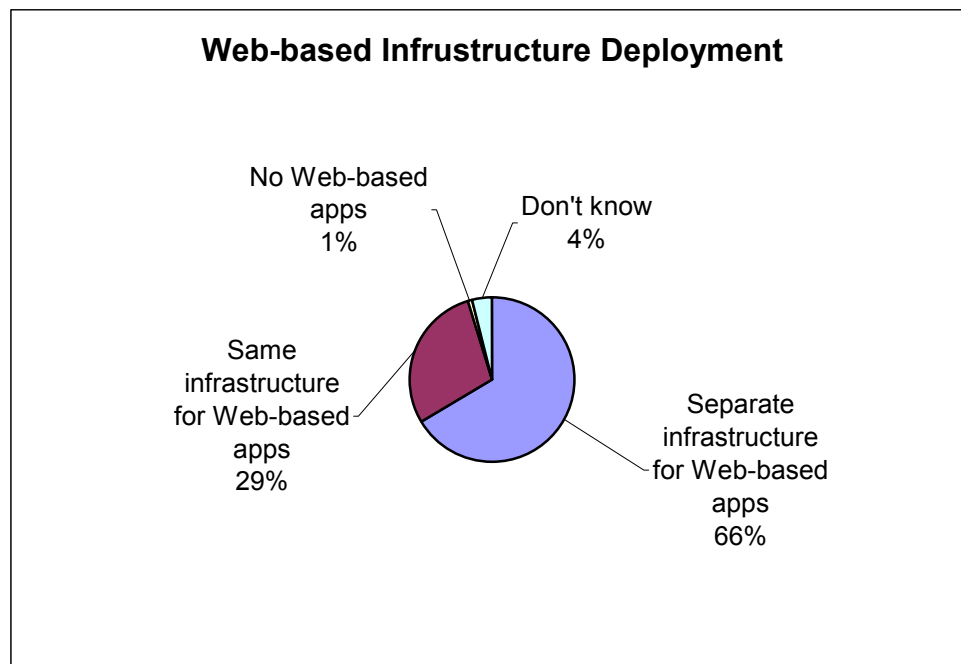 Web-based Infrustructure Deployment
No Web-based
apps
1%
Don't know
4%
Same
infrastructure
for Web-based
apps
29%
Separate
infrastructure
for Web-based
apps
66%